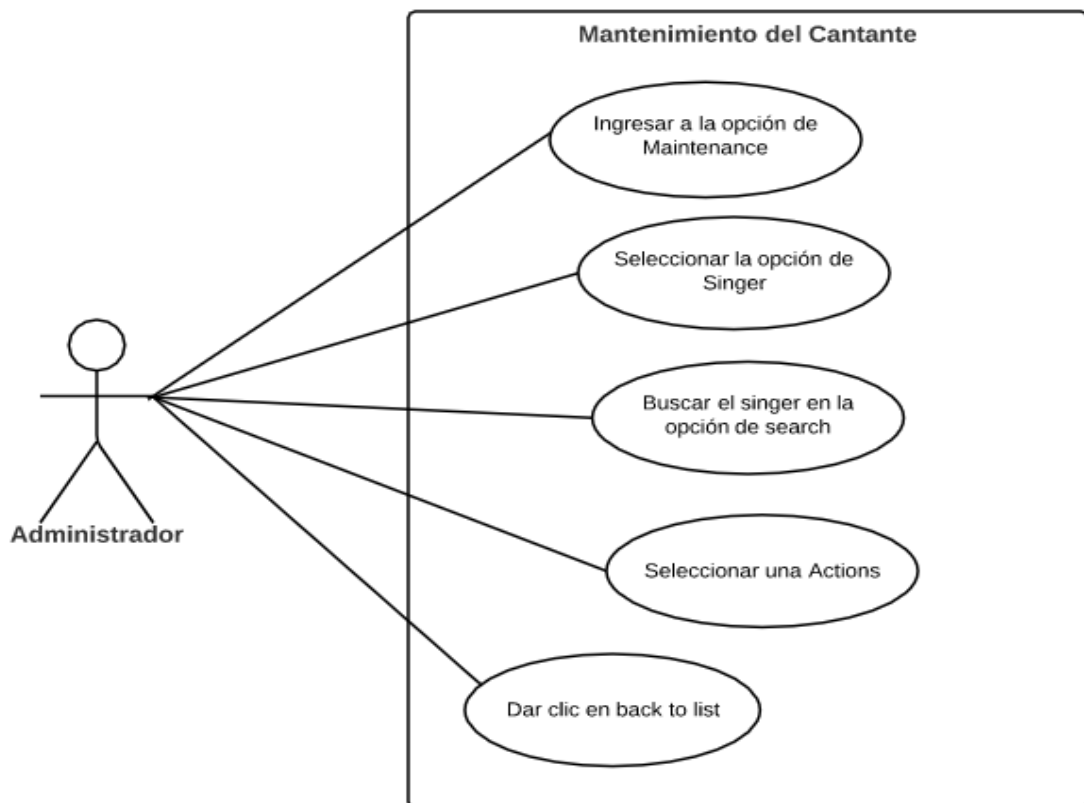 Mantenimiento del Cantante
Ingresar a la opción de
Maintenance
Seleccionar la opción de
Singer
Buscar el singer en la
opción de search
Seleccionar una Actions
Dar clic en back to list
Administrador